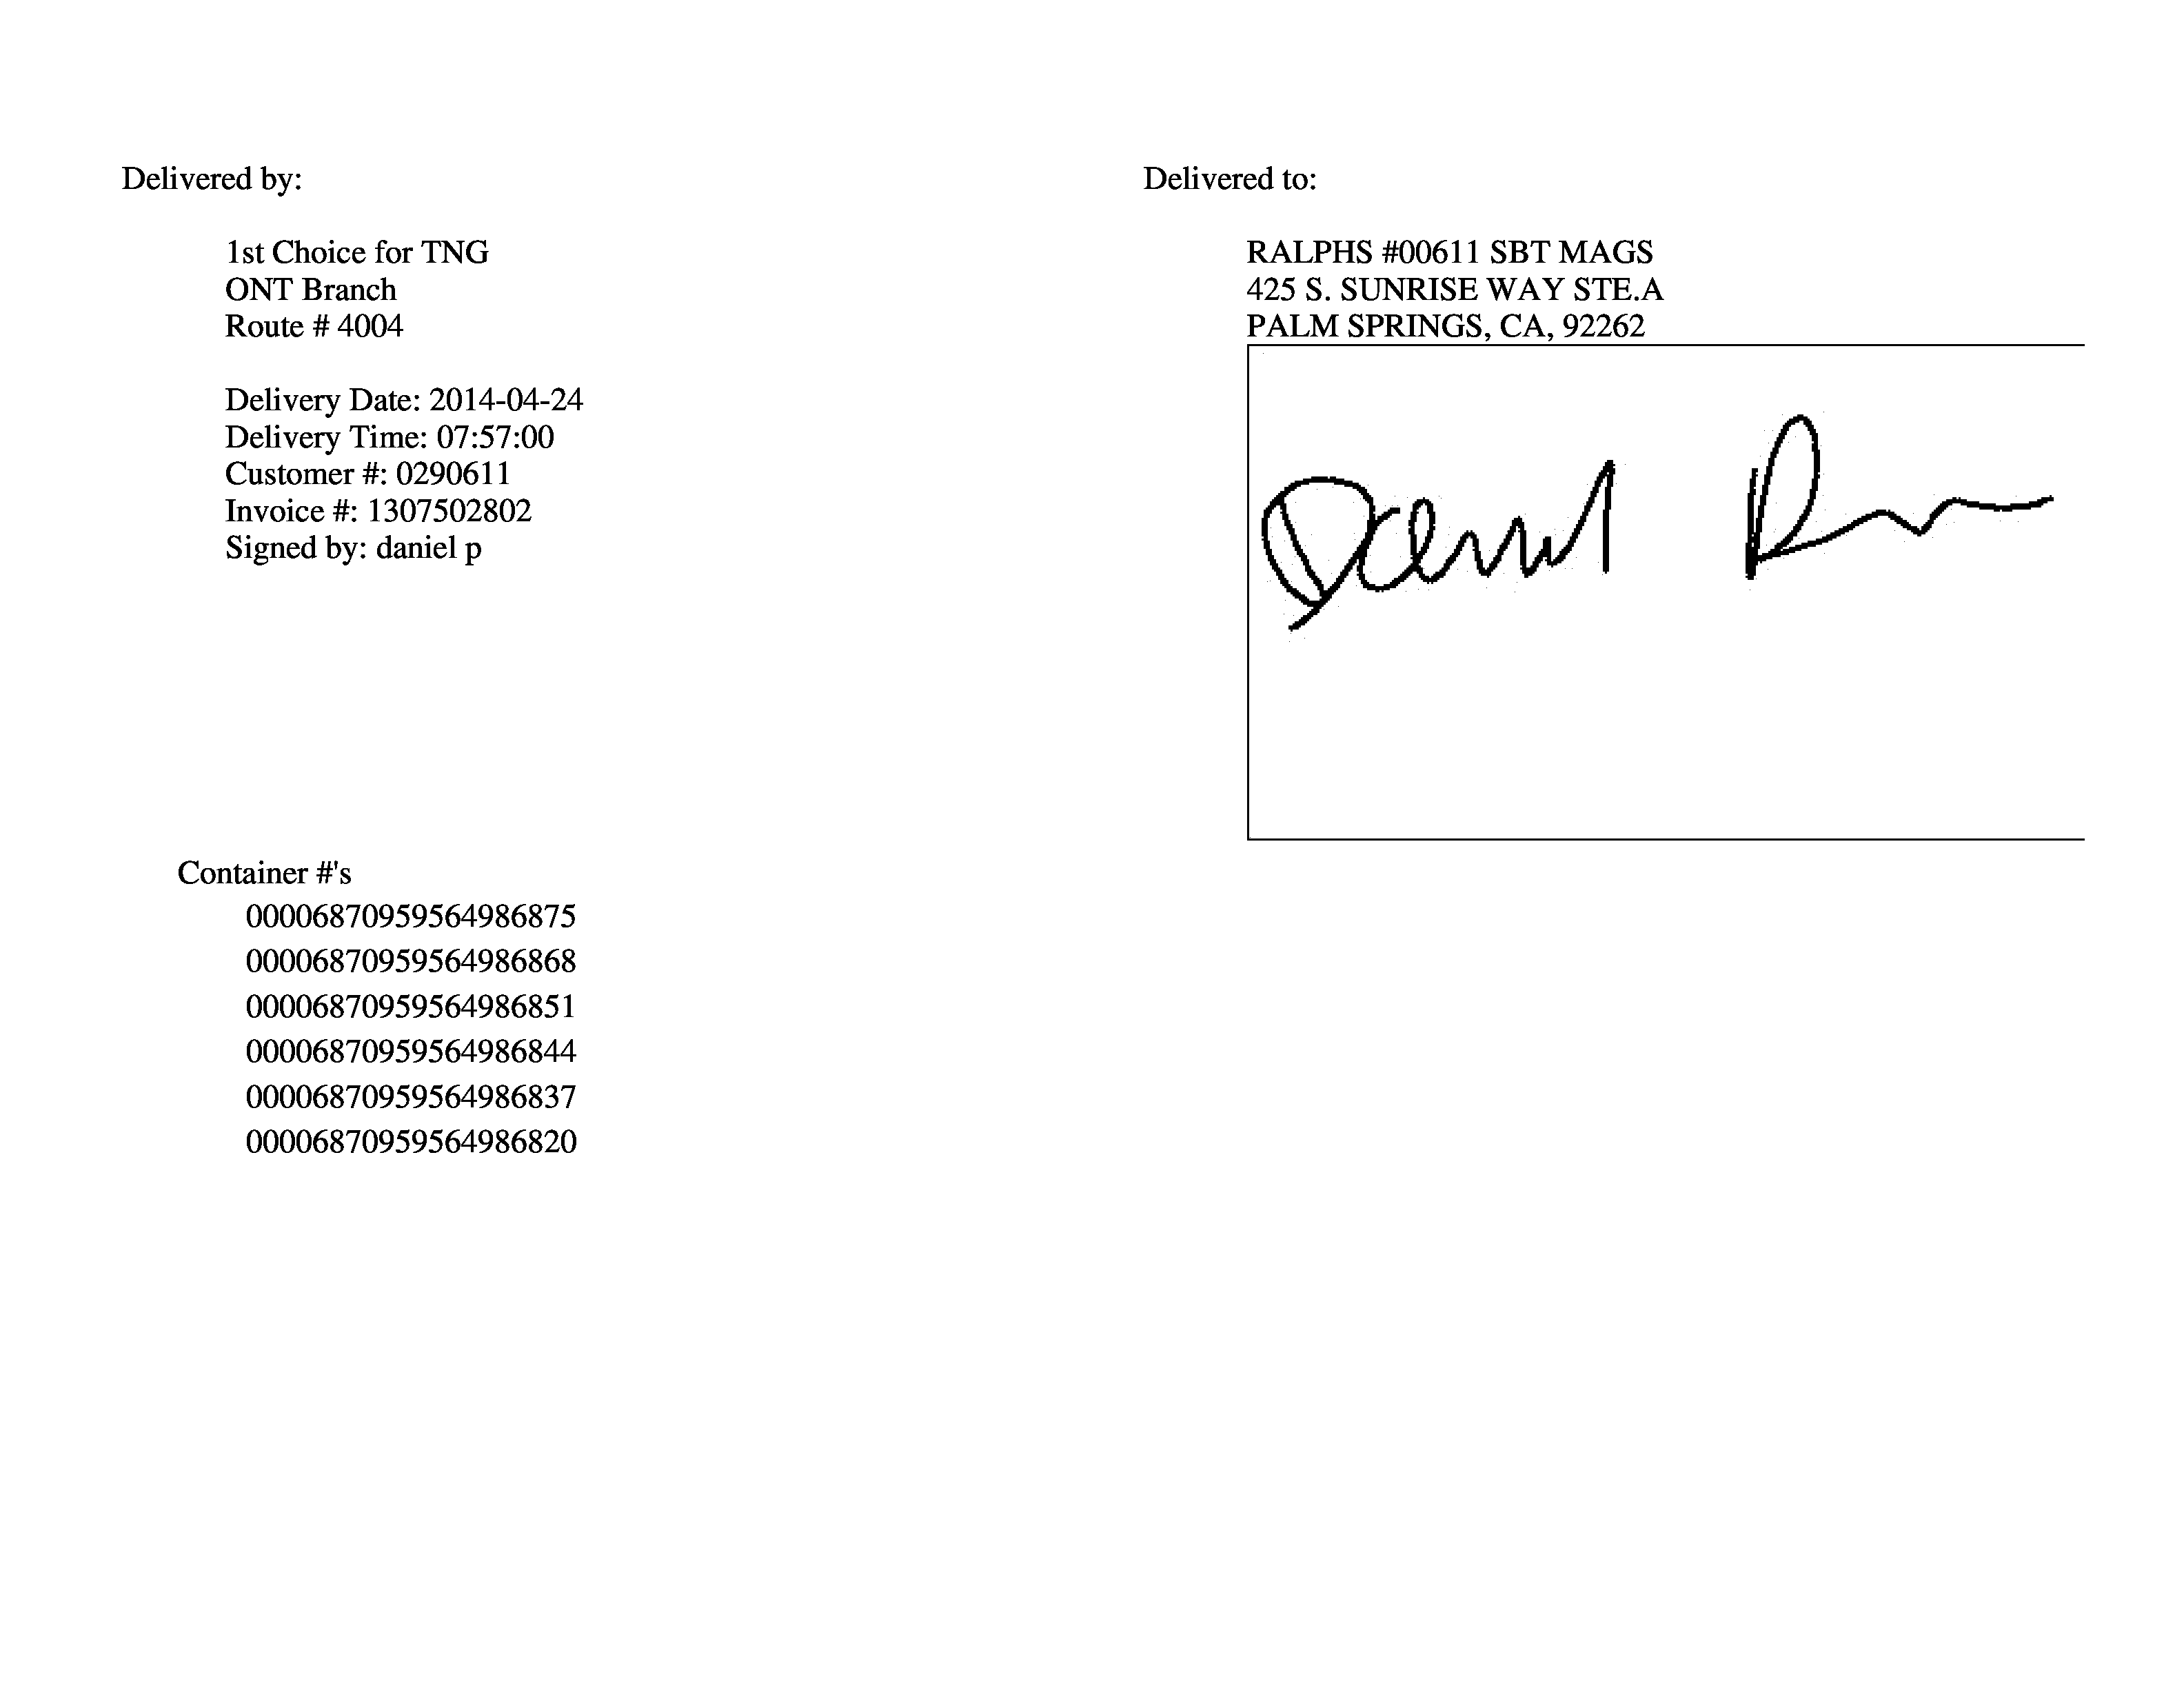 Delivered by:
1st Choice for TNG
ONT Branch
Route # 4004
Delivery Date: 2014-04-24
Delivery Time: 07:57:00
Customer #: 0290611
Invoice #: 1307502802
Signed by: daniel p
Delivered to:
RALPHS #00611 SBT MAGS
425 S. SUNRISE WAY STE.A
PALM SPRINGS, CA, 92262
Daniel
Container #'s
00006870959564986875
00006870959564986868
00006870959564986851
00006870959564986844
00006870959564986837
00006870959564986820